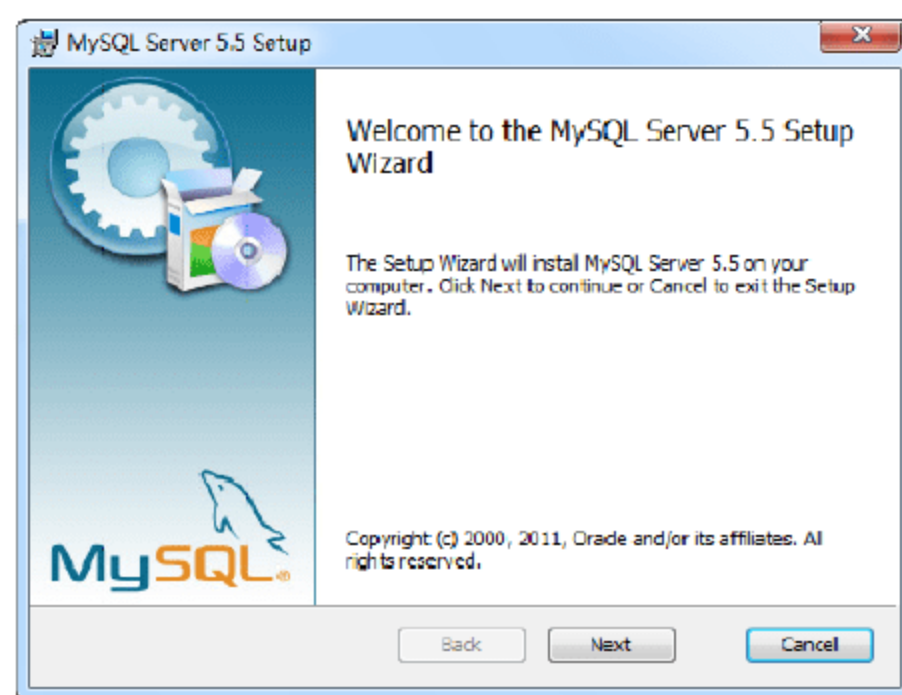 MySQL Server 5.5 Setup
Welcome to the MySQL Server 5.5 Setup
Wizard
The Setup Wizard will install MySQL Server 5.5 on your
computer. Click Next to continue or Cancel to exit the Setup
Wizard.
MySQL®
Copyright (c) 2000, 2011, Oracle and/or its affiliates. All
rights reserved.
Back Next Cancel